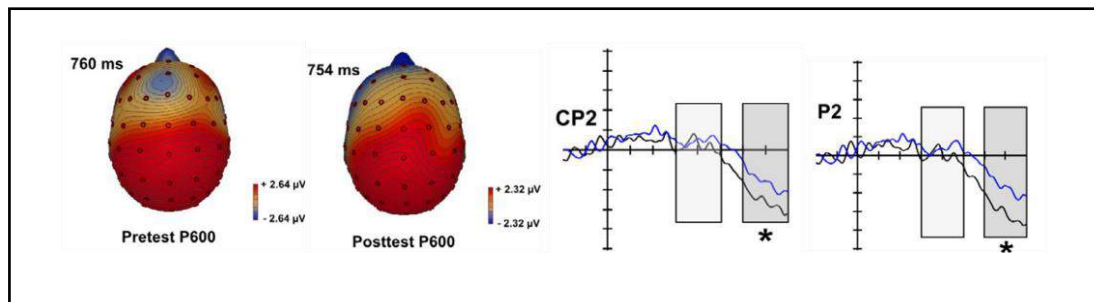 760 ms
+ 2.64 µV
- 2.64 µV
Pretest P600
754 ms
+ 2.32 µV
- 2.32 µV
Posttest P600
CP2
*
P2
*